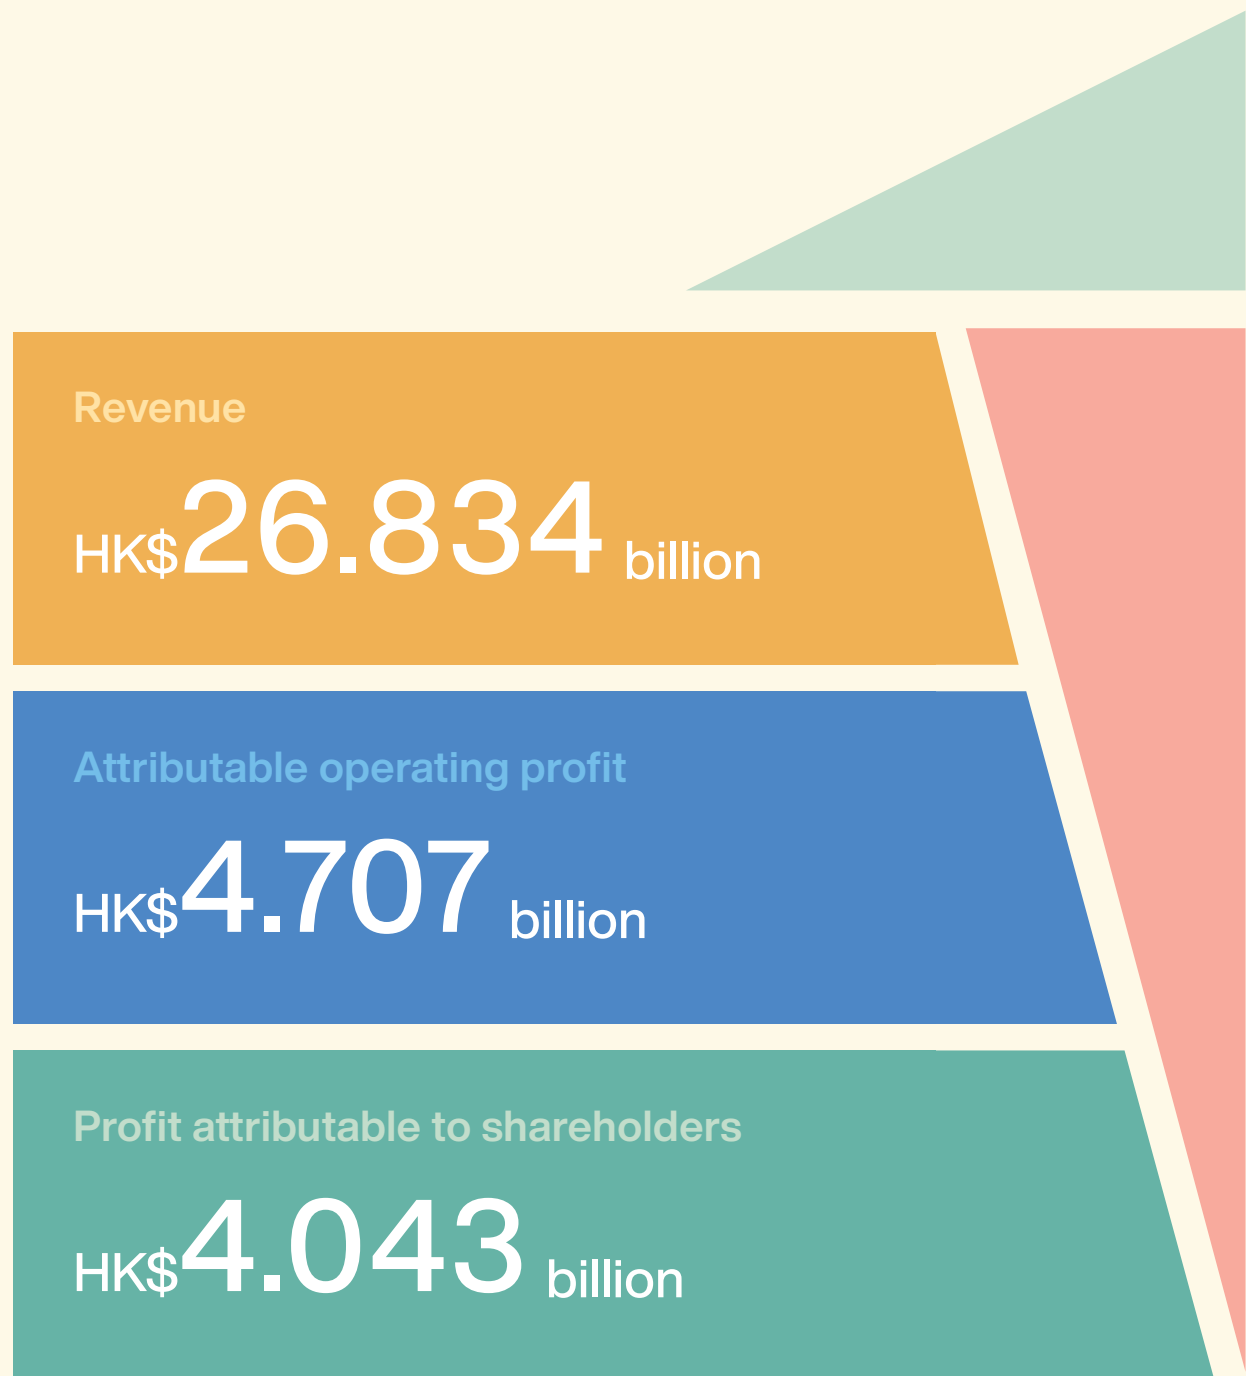 Revenue
HK$26.834 billion
Attributable operating profit
HK$4.707 billion
Profit attributable to shareholders
HK$4.043 billion